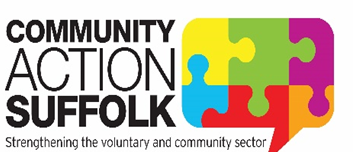 COMMUNITY
ACTION
SUFFOLK
Strengthening the voluntary and community sector